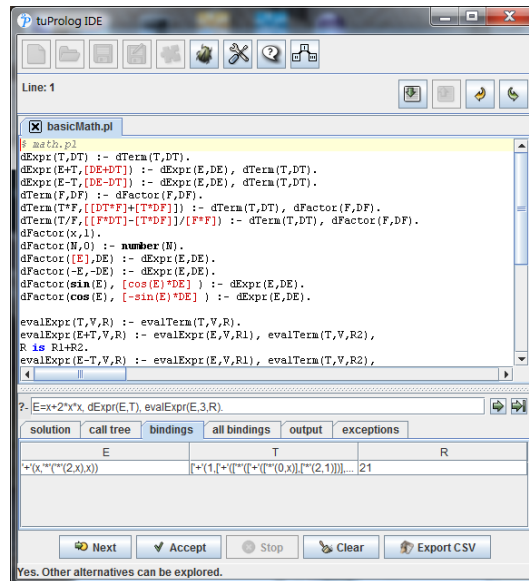 tuProlog IDE
Line: 1
basicMath.pl
% math.pl
dExpr(T,DT) :- dTerm(T,DT).
dExpr(E+T,[DE+DT]) :- dExpr(E,DE), dTerm(T,DT).
dExpr(E-T,[DE-DT]) :- dExpr(E,DE), dTerm(T,DT).
dTerm(F,DF) :- dFactor(F,DF).
dTerm(T*F,[[DT*F]+[T*DF]]) :- dTerm(T,DT), dFactor(F,DF).
dTerm(T/F,[[F*DT]-[T*DF]]/[F*F]) :- dTerm(T,DT), dFactor(F,DF).
dFactor(x,1).
dFactor(N,0) :- number(N).
dFactor([E],DE) :- dExpr(E,DE).
dFactor(-E,-DE) :- dExpr(E,DE).
dFactor(sin(E), [cos(E)*DE] ) :- dExpr(E,DE).
dFactor(cos(E), [-sin(E)*DE] ) :- dExpr(E,DE).
evalExpr(T,V,R) :- evalTerm(T,V,R).
evalExpr(E+T,V,R) :- evalExpr(E,V,R1), evalTerm(T,V,R2),
R is R1+R2.
evalExpr(E-T,V,R) :- evalExpr(E,V,R1), evalTerm(T,V,R2),
?- E=x+2*x*x, dExpr(E,T), evalExpr(E,3,R).
solution call tree bindings all bindings output exceptions
E T R
'+'(x,'*'('*'(2,x),x)) ['+'(1,['+'(['*'(['+'(['*'(0,x)],['*'(2,1)])],... 21
Next Accept Stop Clear Export CSV
Yes. Other alternatives can be explored.